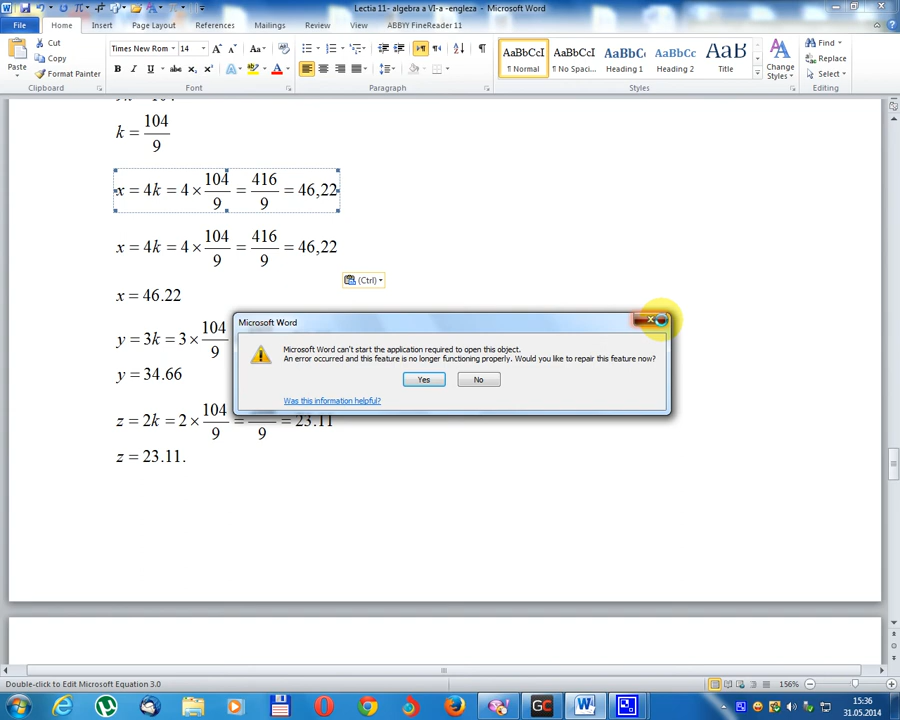 Lectia 11- algebra a VI-a -engleza - Microsoft Word
File Home Insert Page Layout References Mailings Review View ABBYY FineReader 11
Paste
Cut
Copy
Format Painter
Clipboard
Times New Rom 14
Font
Paragraph
AaBbCcI AaBbCcI AaBbC AaBbCc AaB
¶ Normal ¶ No Spaci... Heading 1 Heading 2 Title
Change Styles
Styles
Find
Replace
Select
Editing
k = 104/9
x = 4k = 4 × 104/9 = 416/9 = 46,22
x = 4k = 4 × 104/9 = 416/9 = 46,22
(Ctrl)
x = 46.22
y = 3k = 3 × 104/9
y = 34.66
z = 2k = 2 × 104/9 = /9 = 23.11
z = 23.11.
Microsoft Word
Microsoft Word can't start the application required to open this object.
An error occurred and this feature is no longer functioning properly. Would you like to repair this feature now?
Yes No
Was this information helpful?
Double-click to Edit Microsoft Equation 3.0
156%
15:36
31.05.2014